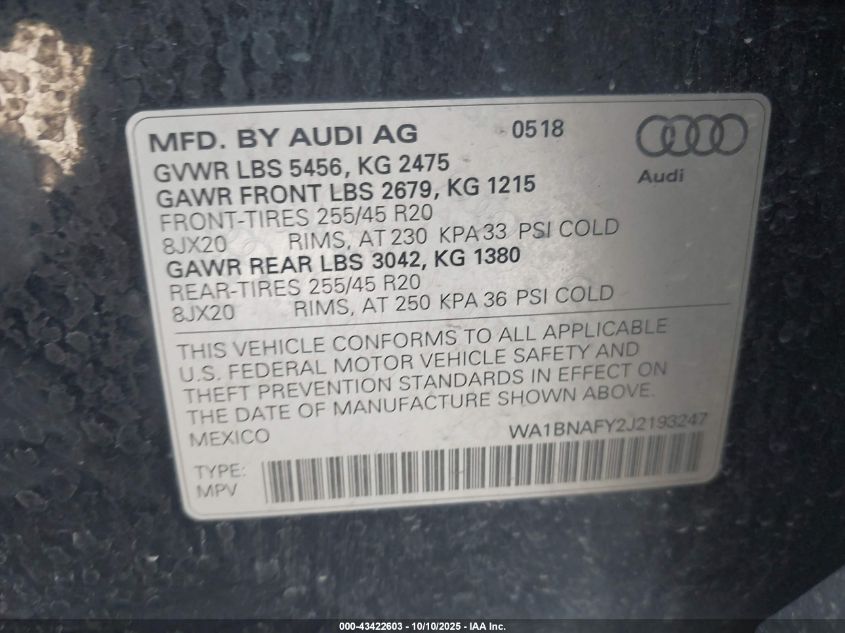 MFD. BY AUDI AG 0518
GVWR LBS 5456, KG 2475
GAWR FRONT LBS 2679, KG 1215
FRONT-TIRES 255/45 R20
8JX20 RIMS, AT 230 KPA 33 PSI COLD
GAWR REAR LBS 3042, KG 1380
REAR-TIRES 255/45 R20
8JX20 RIMS, AT 250 KPA 36 PSI COLD
Audi
THIS VEHICLE CONFORMS TO ALL APPLICABLE
U.S. FEDERAL MOTOR VEHICLE SAFETY AND
THEFT PREVENTION STANDARDS IN EFFECT ON
THE DATE OF MANUFACTURE SHOWN ABOVE.
MEXICO WA1BNAFY2J2193247
TYPE:
MPV
000-43422603 - 10/10/2025 - IAA Inc.